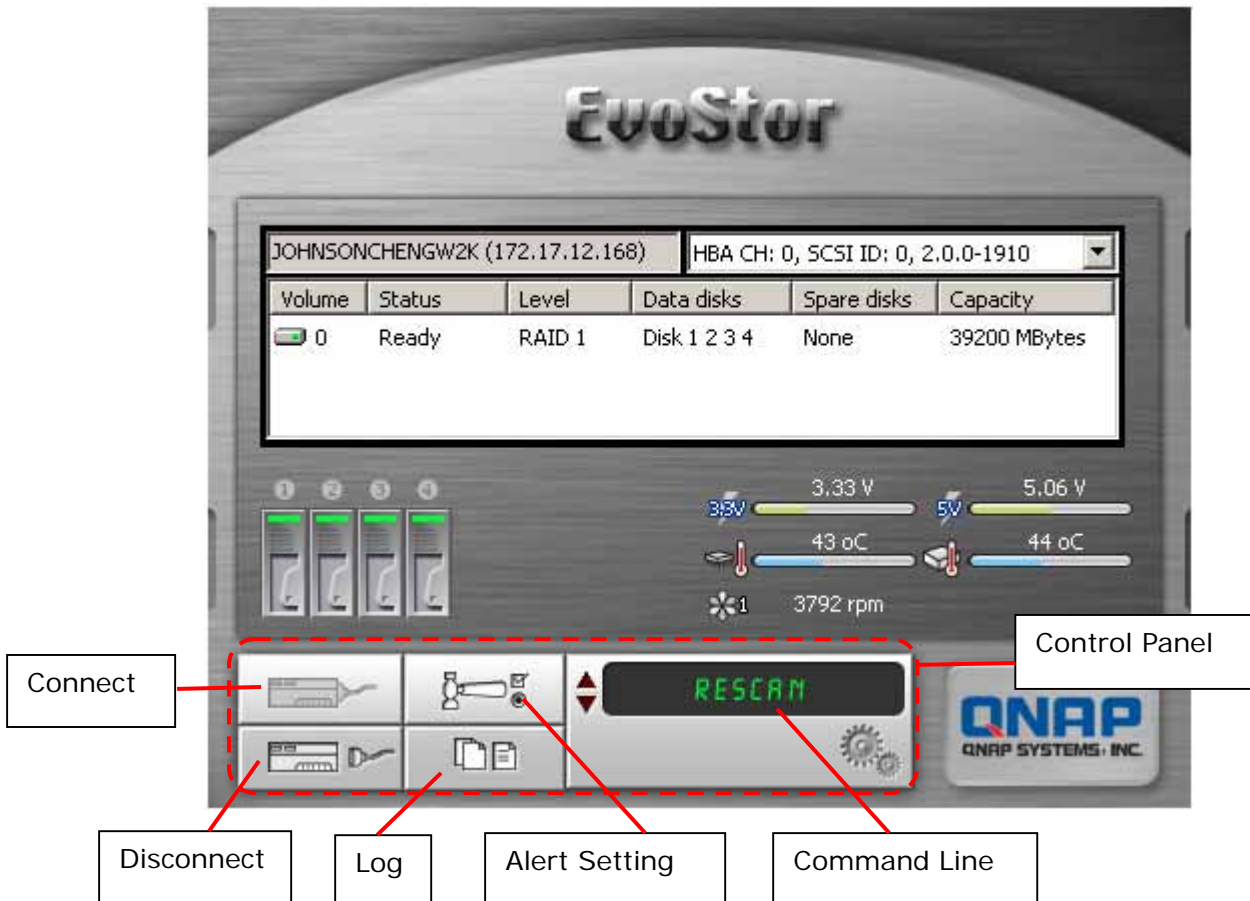 EvoStor
JOHNSONCHENGW2K (172.17.12.168) HBA CH: 0, SCSI ID: 0, 2.0.0-1910
Volume Status Level Data disks Spare disks Capacity
0 Ready RAID 1 Disk 1 2 3 4 None 39200 MBytes
1 2 3 4
3.3V 3.33 V 5V 5.06 V
43 oC 44 oC
1 3792 rpm
Control Panel
Connect
RESCAN
QNAP
QNAP SYSTEMS, INC.
Disconnect
Log
Alert Setting
Command Line